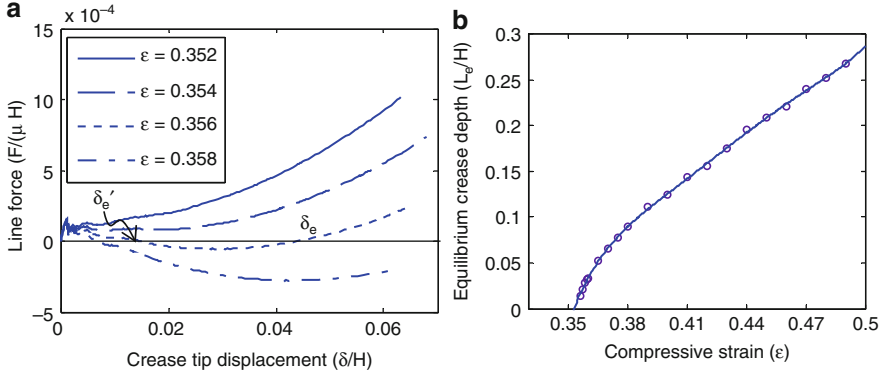 a
× 10⁻⁴
15
10
5
0
−5
Line force (F/(μ H)
ε = 0.352
ε = 0.354
ε = 0.356
ε = 0.358
δe′
δe
0
0.02
0.04
0.06
Crease tip displacement (δ/H)
b
0.3
0.25
0.2
0.15
0.1
0.05
0
Equilibrium crease depth (Le/H)
0.35
0.38
0.41
0.44
0.47
0.5
Compressive strain (ε)